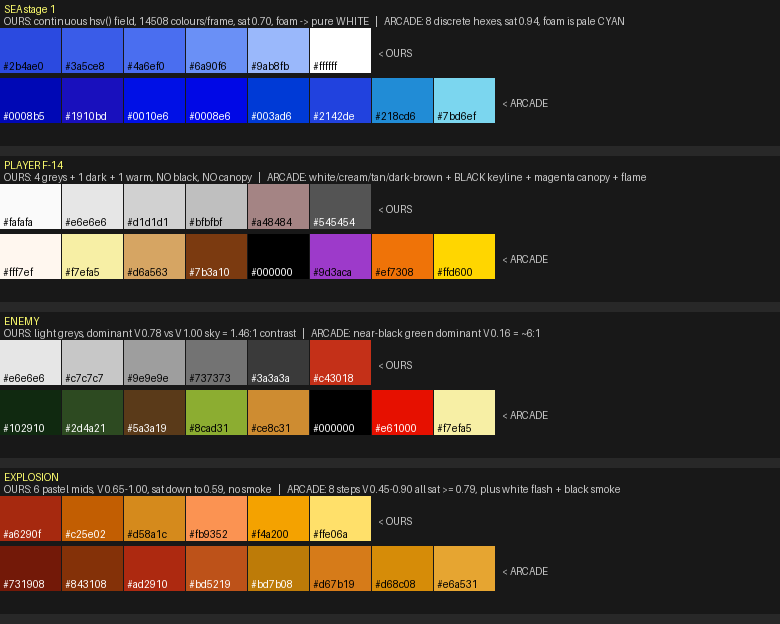 SEA stage 1
OURS: continuous hsv() field, 14508 colours/frame, sat 0.70, foam -> pure WHITE | ARCADE: 8 discrete hexes, sat 0.94, foam is pale CYAN
#2b4ae0 #3a5ce8 #4a6ef0 #6a90f6 #9ab8fb #ffffff < OURS
#0008b5 #1910bd #0010e6 #0008e6 #003ad6 #2142de #218cd6 #7bd6ef < ARCADE
PLAYER F-14
OURS: 4 greys + 1 dark + 1 warm, NO black, NO canopy | ARCADE: white/cream/tan/dark-brown + BLACK keyline + magenta canopy + flame
#fafafa #e6e6e6 #d1d1d1 #bfbfbf #a48484 #545454 < OURS
#fff7ef #f7efa5 #d6a563 #7b3a10 #000000 #9d3aca #ef7308 #ffd600 < ARCADE
ENEMY
OURS: light greys, dominant V 0.78 vs V 1.00 sky = 1.46:1 contrast | ARCADE: near-black green dominant V 0.16 = ~6:1
#e6e6e6 #c7c7c7 #9e9e9e #737373 #3a3a3a #c43018 < OURS
#102910 #2d4a21 #5a3a19 #8cad31 #ce8c31 #000000 #e61000 #f7efa5 < ARCADE
EXPLOSION
OURS: 6 pastel mids, V 0.65-1.00, sat down to 0.59, no smoke | ARCADE: 8 steps V 0.45-0.90 all sat >= 0.79, plus white flash + black smoke
#a6290f #c25e02 #d58a1c #fb9352 #f4a200 #ffe06a < OURS
#731908 #843108 #ad2910 #bd5219 #bd7b08 #d67b19 #d68c08 #e6a531 < ARCADE